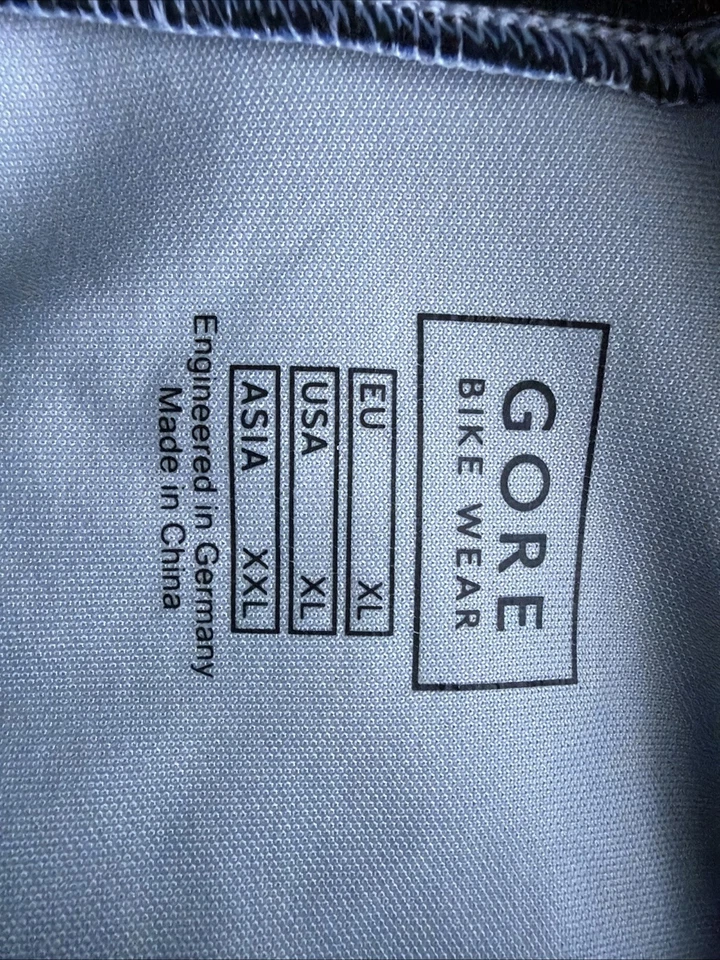 GORE
BIKE WEAR
EU XL
USA XL
ASIA XXL
Engineered in Germany
Made in China